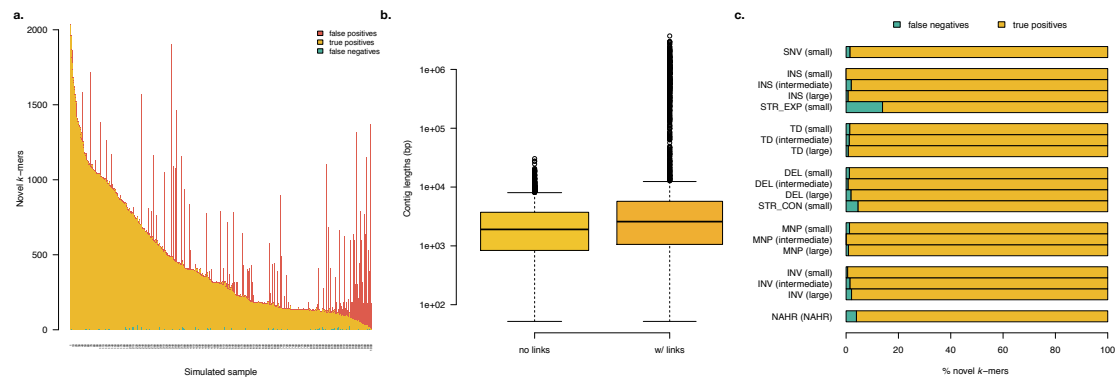 a.
false positives
true positives
false negatives
2000
1500
1000
500
0
Novel k−mers
Simulated sample
b.
1e+06
1e+05
1e+04
1e+03
1e+02
Contig lengths (bp)
no links
w/ links
c.
false negatives
true positives
SNV (small)
INS (small)
INS (intermediate)
INS (large)
STR_EXP (small)
TD (small)
TD (intermediate)
TD (large)
DEL (small)
DEL (intermediate)
DEL (large)
STR_CON (small)
MNP (small)
MNP (intermediate)
MNP (large)
INV (small)
INV (intermediate)
INV (large)
NAHR (NAHR)
0 20 40 60 80 100
% novel k−mers